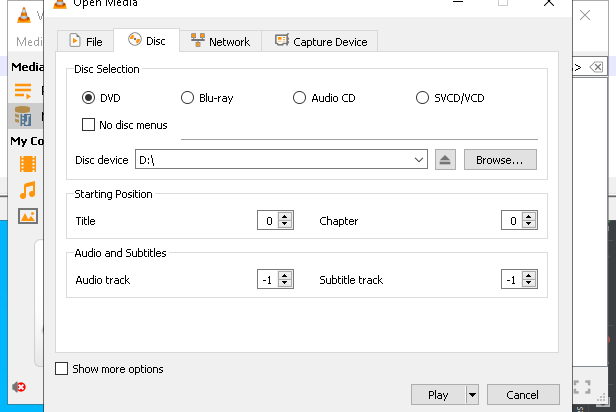 Open Media
Medi
Media
My Co
File
Disc
Network
Capture Device
Disc Selection
DVD
Blu-ray
Audio CD
SVCD/VCD
No disc menus
Disc device
D:\
Browse...
Starting Position
Title
0
Chapter
0
Audio and Subtitles
Audio track
-1
Subtitle track
-1
Show more options
Play
Cancel